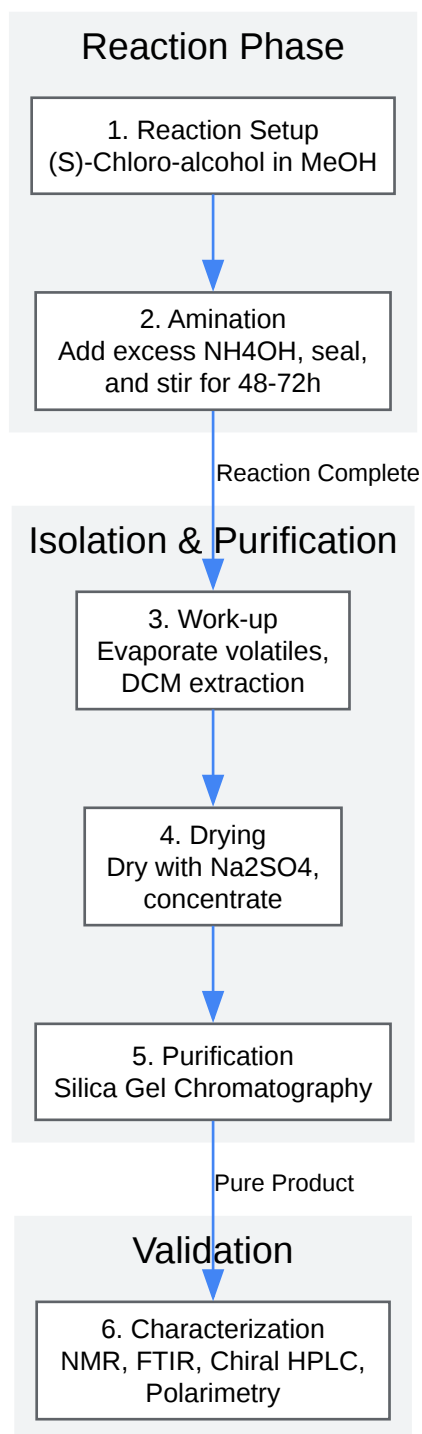 Reaction Phase
1. Reaction Setup
(S)-Chloro-alcohol in MeOH
2. Amination
Add excess NH4OH, seal,
and stir for 48-72h
Reaction Complete
Isolation & Purification
3. Work-up
Evaporate volatiles,
DCM extraction
4. Drying
Dry with Na2SO4,
concentrate
5. Purification
Silica Gel Chromatography
Pure Product
Validation
6. Characterization
NMR, FTIR, Chiral HPLC,
Polarimetry